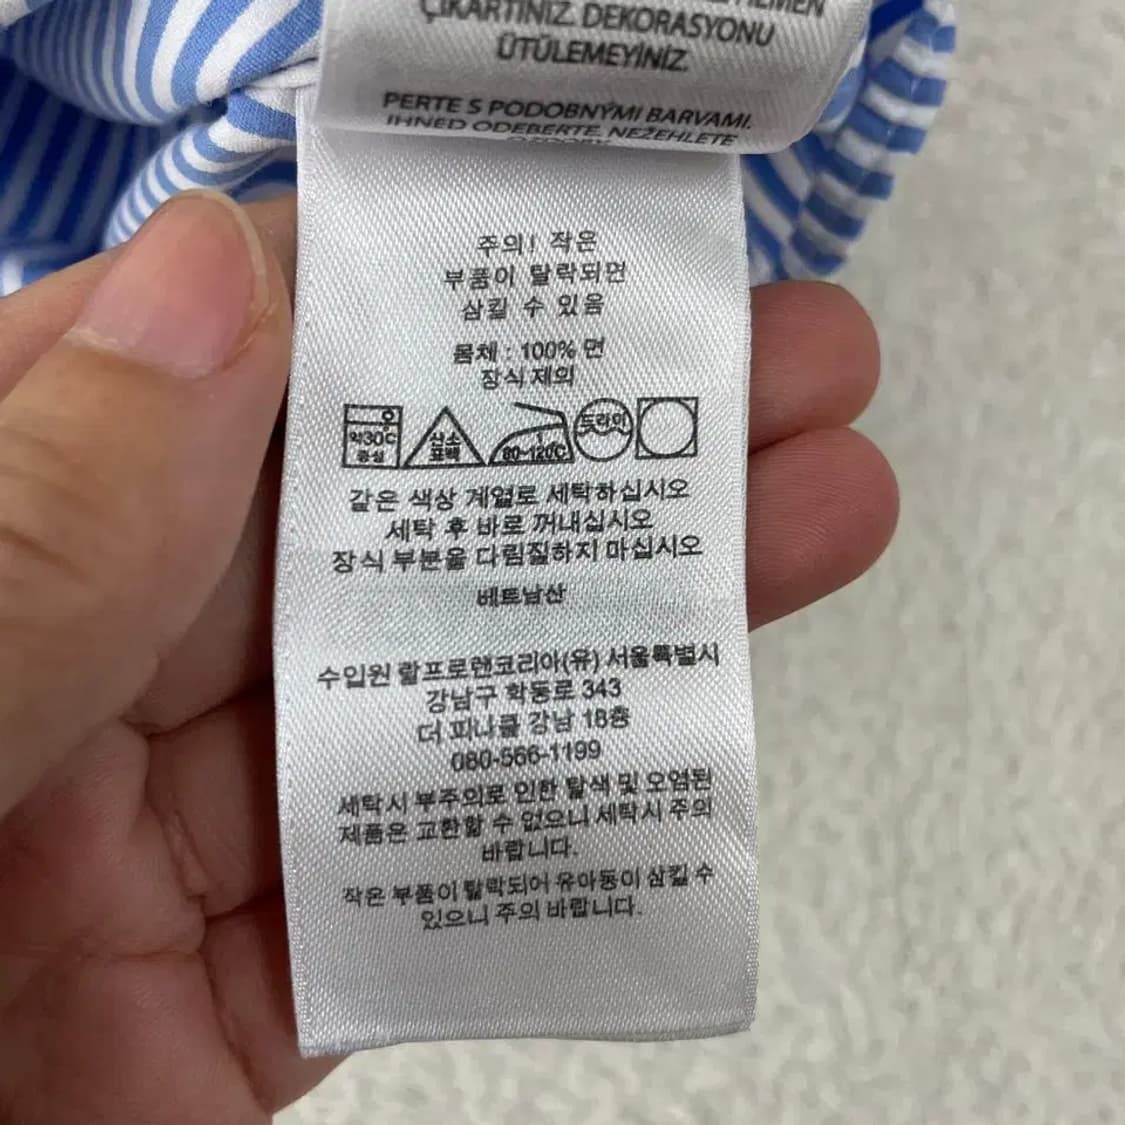 ÇIKARTINIZ. DEKORASYONU
ÜTÜLEMEYİNİZ.
PERTE S PODOBNÝMI BARVAMI.
IHNED ODEBERTE. NEŽEHLETE
주의! 작은
부품이 탈락되면
삼킬 수 있음
몸체 : 100% 면
장식 제외
약30℃
중성
산소
표백
80~120℃
드라이
같은 색상 계열로 세탁하십시오
세탁 후 바로 꺼내십시오
장식 부분을 다림질하지 마십시오
베트남산
수입원 랄프로렌코리아(유) 서울특별시
강남구 학동로 343
더 피나클 강남 18층
080-566-1199
세탁시 부주의로 인한 탈색 및 오염된
제품은 교환할 수 없으니 세탁시 주의
바랍니다.
작은 부품이 탈락되어 유아동이 삼킬 수
있으니 주의 바랍니다.